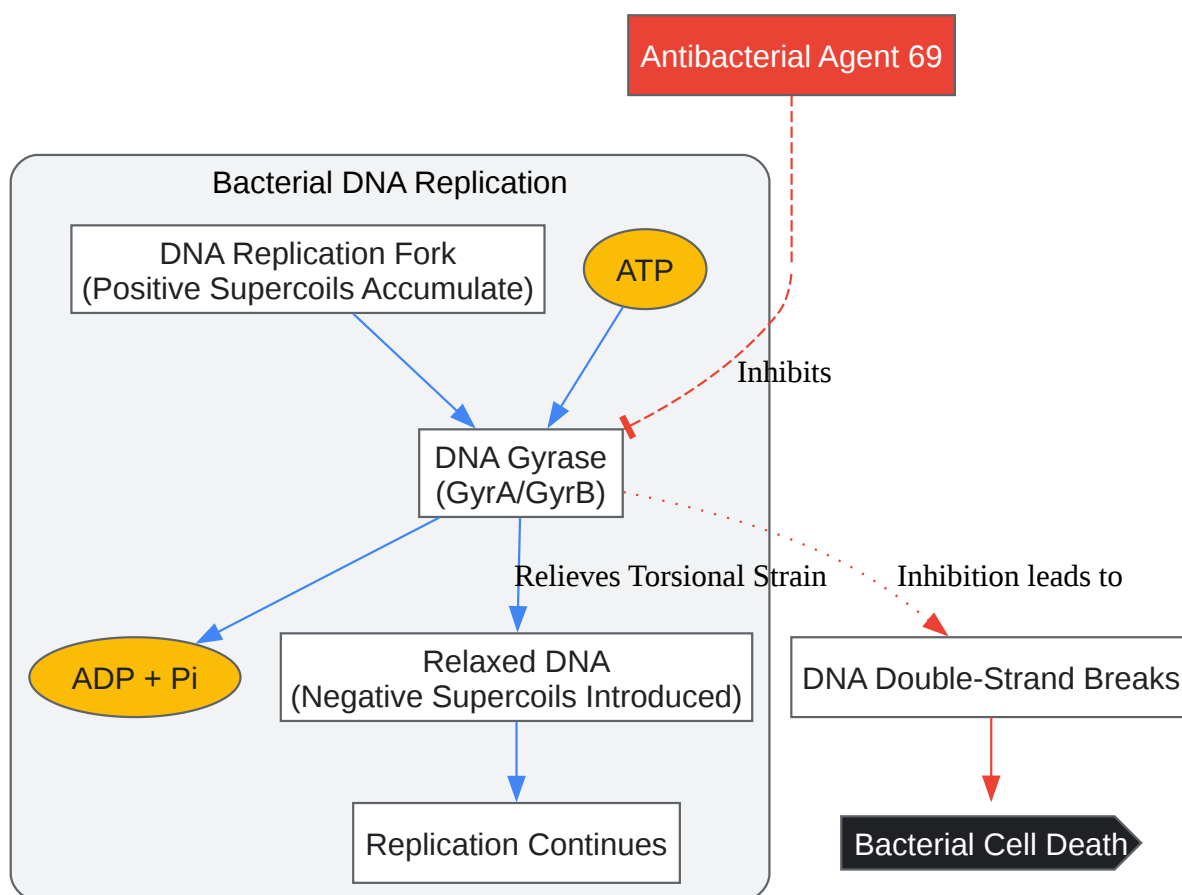 Antibacterial Agent 69
Bacterial DNA Replication
DNA Replication Fork
(Positive Supercoils Accumulate)
ATP
Inhibits
DNA Gyrase
(GyrA/GyrB)
Relieves Torsional Strain
Inhibition leads to
ADP + Pi
Relaxed DNA
(Negative Supercoils Introduced)
DNA Double-Strand Breaks
Replication Continues
Bacterial Cell Death